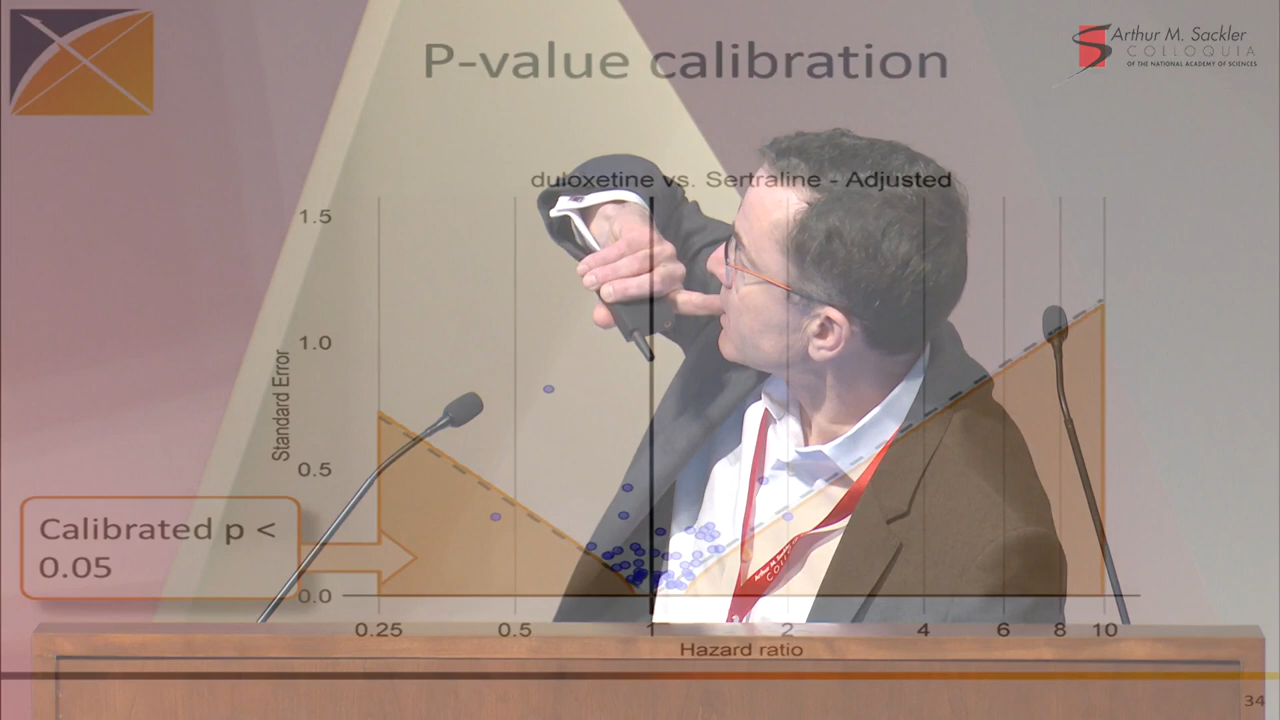 P-value calibration
Arthur M. Sackler
COLLOQUIA
OF THE NATIONAL ACADEMY OF SCIENCES
duloxetine vs. Sertraline - Adjusted
1.5
1.0
Standard Error
0.5
Calibrated p <
0.05
0.0
0.25 0.5 1 2 4 6 8 10
Hazard ratio
34